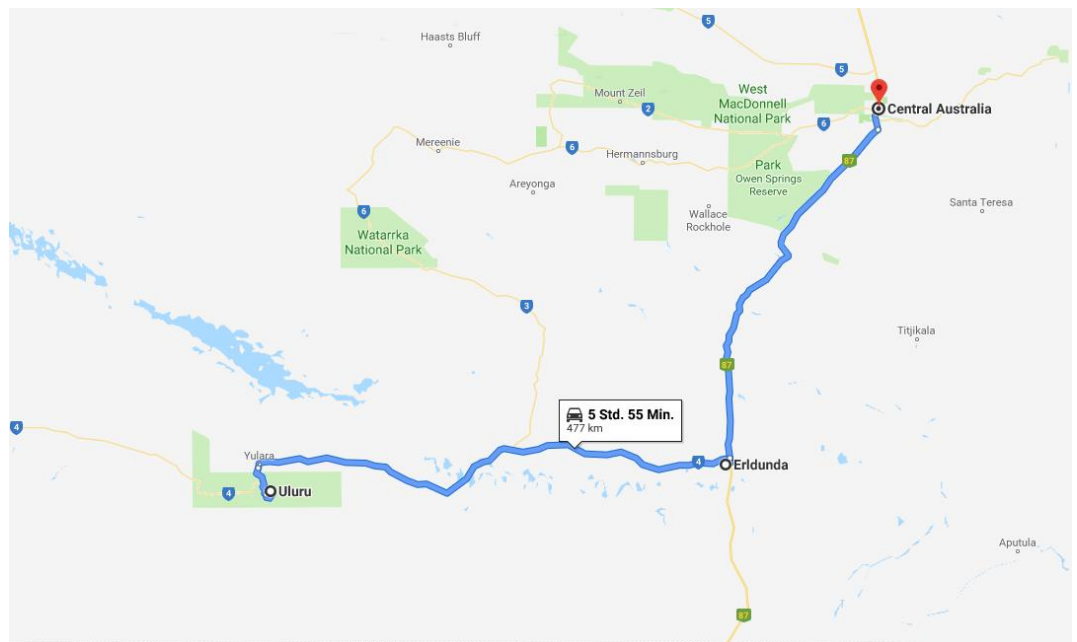 5
Haasts Bluff
5
5
Mount Zeil
2
West
MacDonnell
National Park
Central Australia
6
Mereenie
6
Hermannsburg
87
Park
Owen Springs
Reserve
Areyonga
Santa Teresa
6
Wallace
Rockhole
Watarrka
National Park
3
Titjikala
87
5 Std. 55 Min.
477 km
4
Yulara
4
Erldunda
4
Uluru
Aputula
87